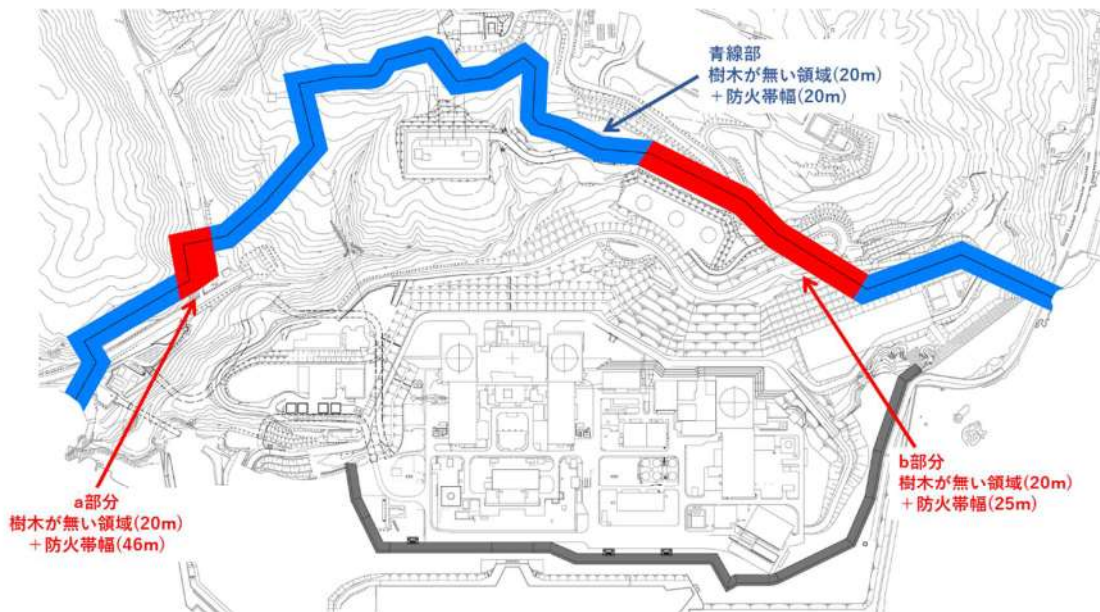 青線部
樹木が無い領域(20m)
＋防火帯幅(20m)
a部分
樹木が無い領域(20m)
＋防火帯幅(46m)
b部分
樹木が無い領域(20m)
＋防火帯幅(25m)